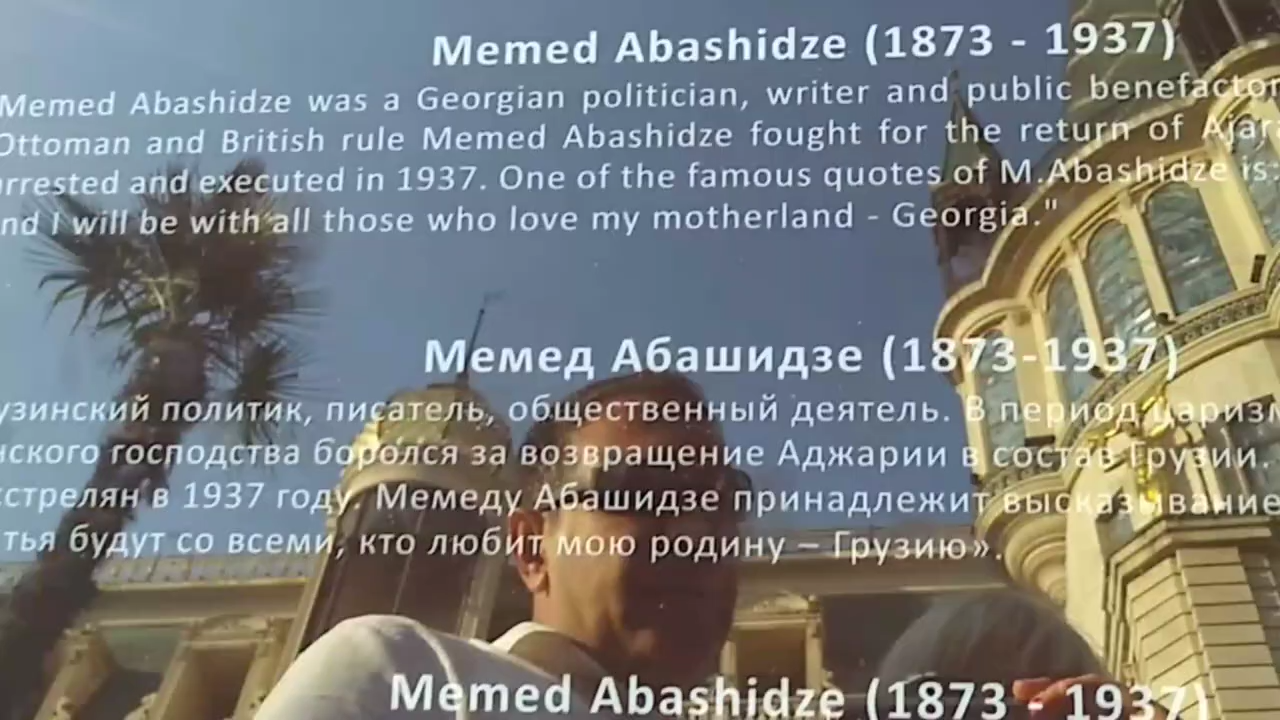 Memed Abashidze (1873 - 1937)
Memed Abashidze was a Georgian politician, writer and public benefactor
Ottoman and British rule Memed Abashidze fought for the return of Ajar
rrested and executed in 1937. One of the famous quotes of M.Abashidze is:
nd I will be with all those who love my motherland - Georgia."
Мемед Абашидзе (1873-1937)
узинский политик, писатель, общественный деятель. В период царизм
нского господства боролся за возвращение Аджарии в состав Грузии.
сстрелян в 1937 году. Мемеду Абашидзе принадлежит высказывание
тья будут со всеми, кто любит мою родину – Грузию».
Memed Abashidze (1873 - 1937)